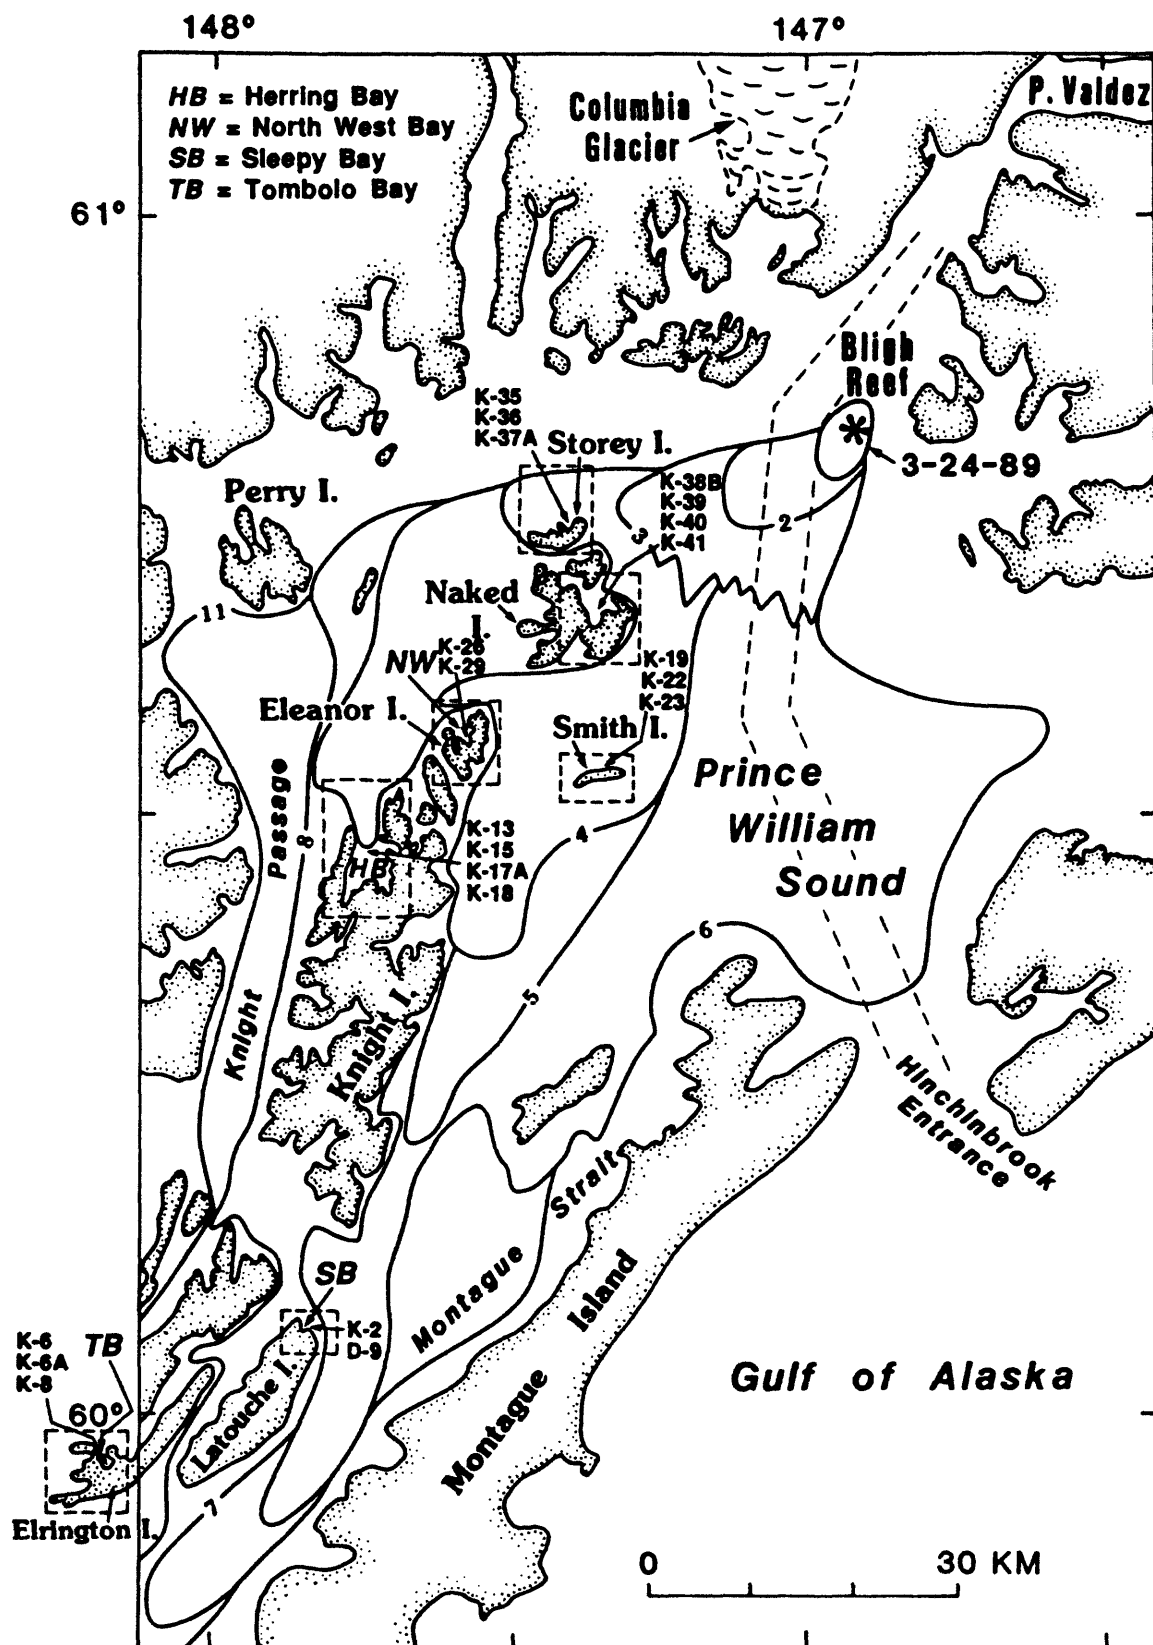 148° 147°
HB = Herring Bay
NW = North West Bay
SB = Sleepy Bay
TB = Tombolo Bay
Columbia
Glacier
P. Valdez
61°
Bligh
Reef
K-35
K-36
K-37A
Storey I.
3-24-89
Perry I.
K-38B
K-39
K-40
K-41
2
3
11
Naked
I.
NW
K-26
K-29
K-19
K-22
K-23
Eleanor I.
Smith I.
Prince
William
Sound
Knight Passage
8
4
K-13
K-15
K-17A
K-18
HB
6
5
Knight I.
Hinchinbrook
Entrance
Montague Strait
SB
K-2
D-9
Montague Island
Gulf of Alaska
K-6
K-6A
K-8
TB
60°
Latouche I.
7
Elrington I.
0 30 KM